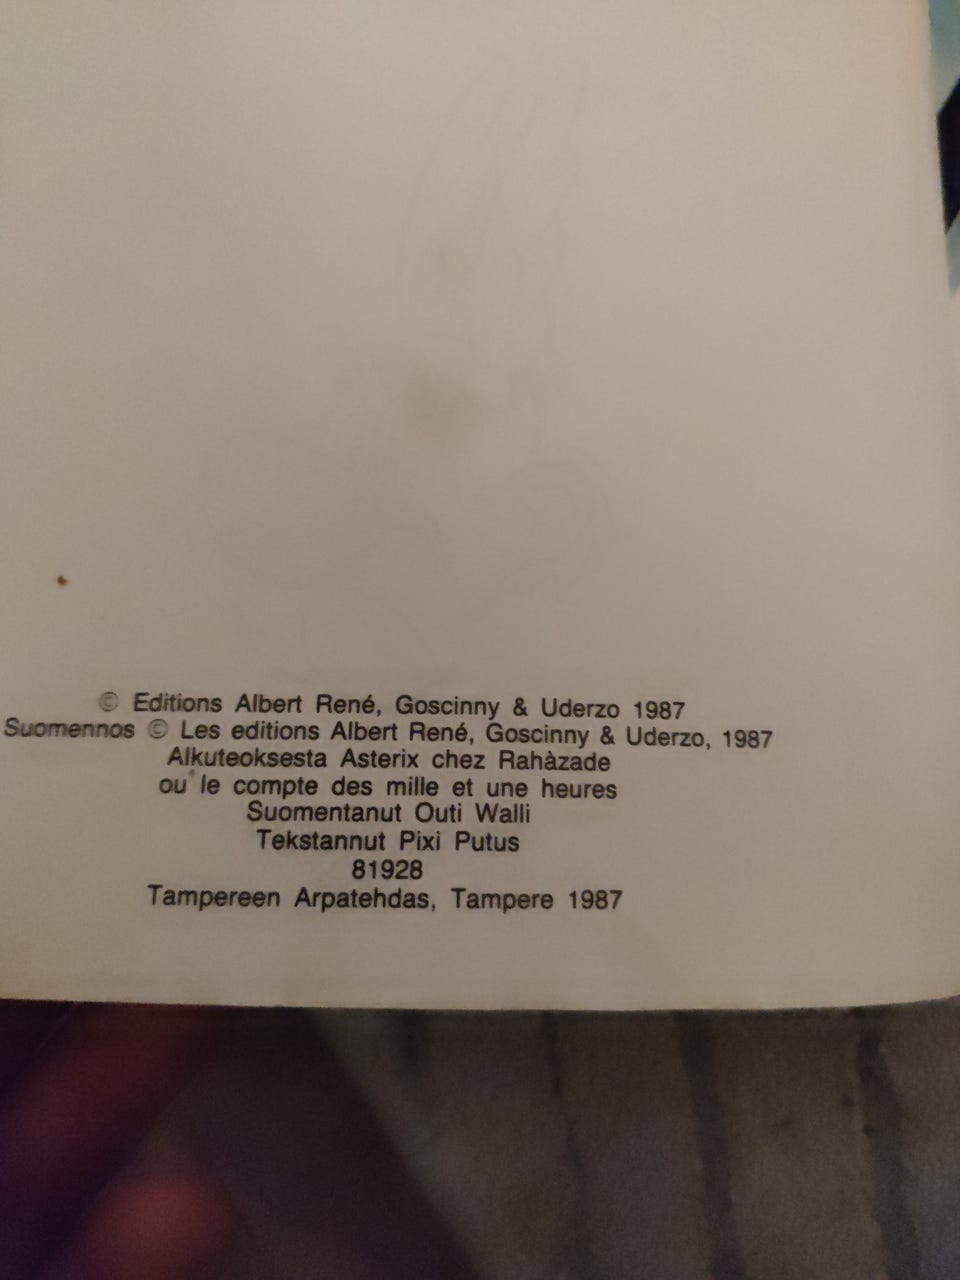 © Editions Albert René, Goscinny & Uderzo 1987
Suomennos © Les editions Albert René, Goscinny & Uderzo, 1987
Alkuteoksesta Asterix chez Rahàzade
ou le compte des mille et une heures
Suomentanut Outi Walli
Tekstannut Pixi Putus
81928
Tampereen Arpatehdas, Tampere 1987